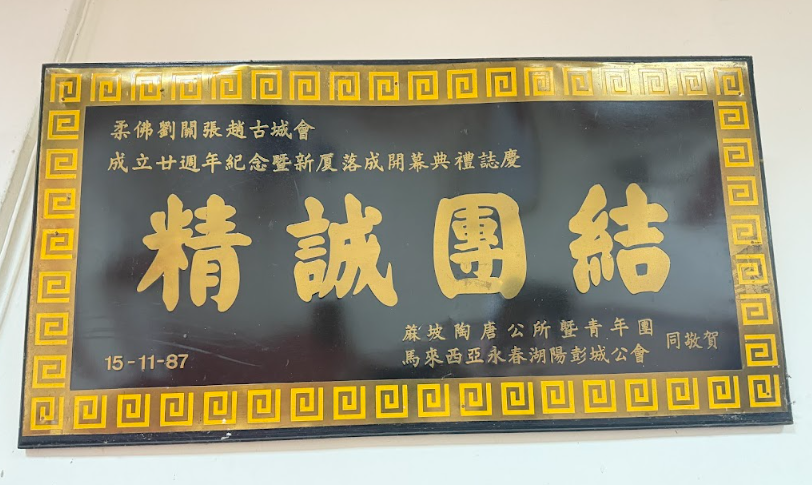 柔佛劉關張趙古城會
成立廿週年紀念暨新厦落成開幕典禮誌慶
精誠團結
蔴坡陶唐公所暨青年團
馬來西亞永春湖陽彭城公會
同敬賀
15-11-87